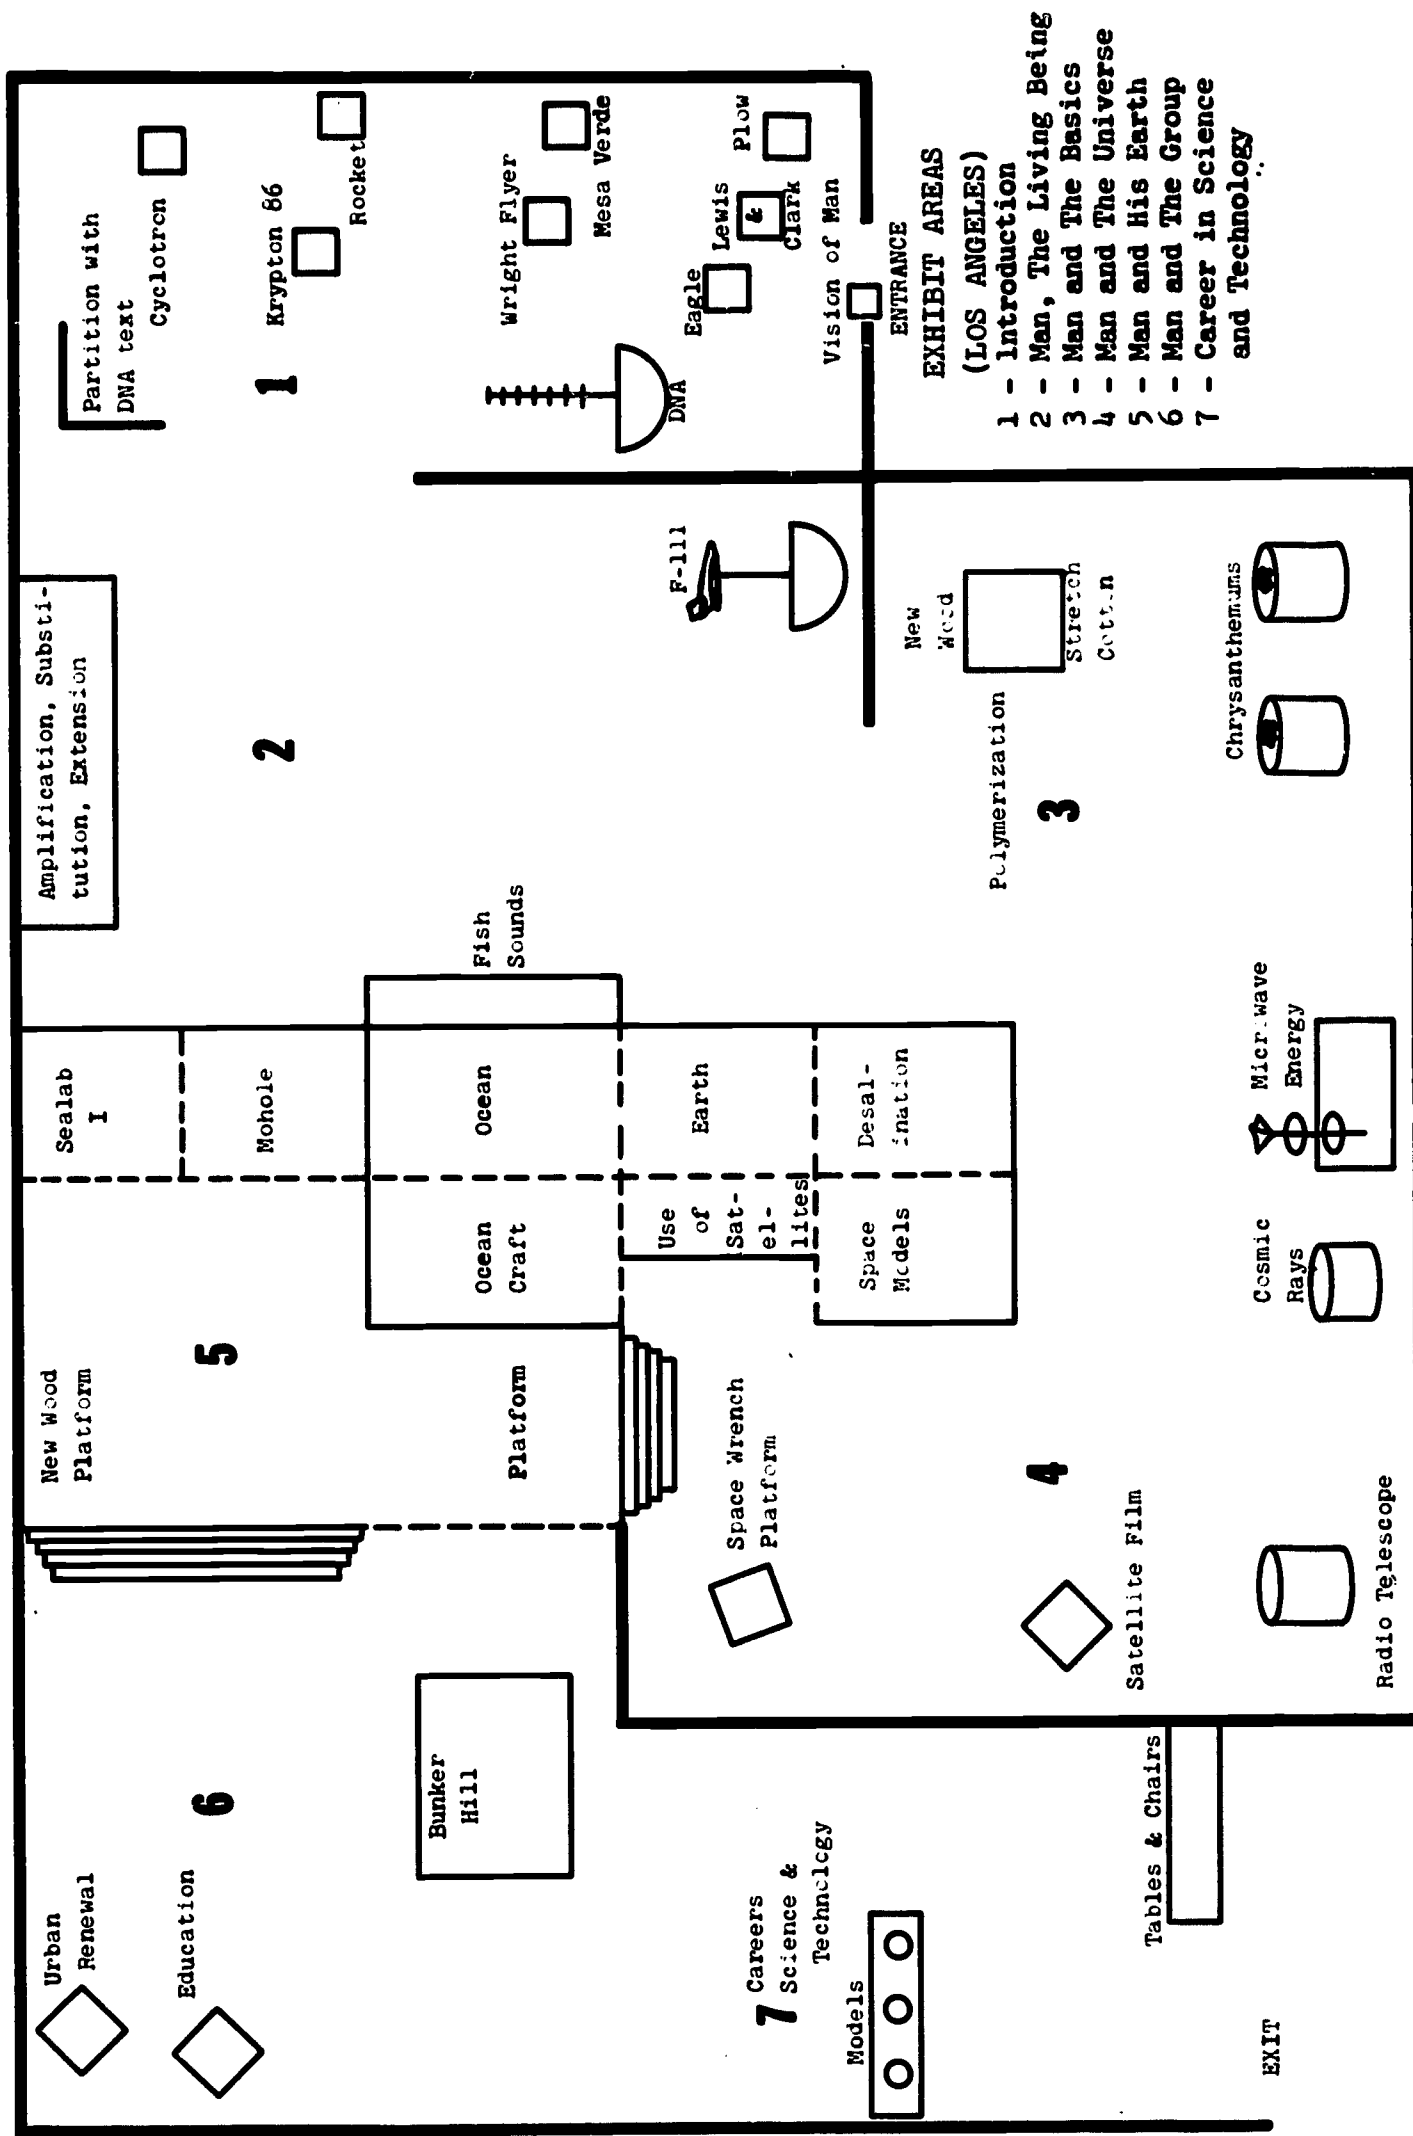 Partition with
DNA text
Cyclotron
Krypton 86
Rocket
1
Wright Flyer
Mesa Verde
Eagle
Lewis
&
Clark
Plow
Vision of Man
DNA
ENTRANCE
EXHIBIT AREAS
(LOS ANGELES)
1 - Introduction
2 - Man, The Living Being
3 - Man and The Basics
4 - Man and The Universe
5 - Man and His Earth
6 - Man and The Group
7 - Career in Science
and Technology
Amplification, Substi-
tution, Extension
2
F-111
New
Wood
Stretch
Cotton
Polymerization
3
Chrysanthemums
Fish
Sounds
Sealab
I
Mohole
Ocean
Earth
Desal-
ination
Ocean
Craft
Use
of
Sat-
el-
lites
Space
Models
Microwave
Energy
Cosmic
Rays
New Wood
Platform
5
Platform
Space Wrench
Platform
4
Satellite Film
Radio Telescope
Urban
Renewal
Education
6
Bunker
Hill
7 Careers
Science &
Technology
Models
Tables & Chairs
EXIT